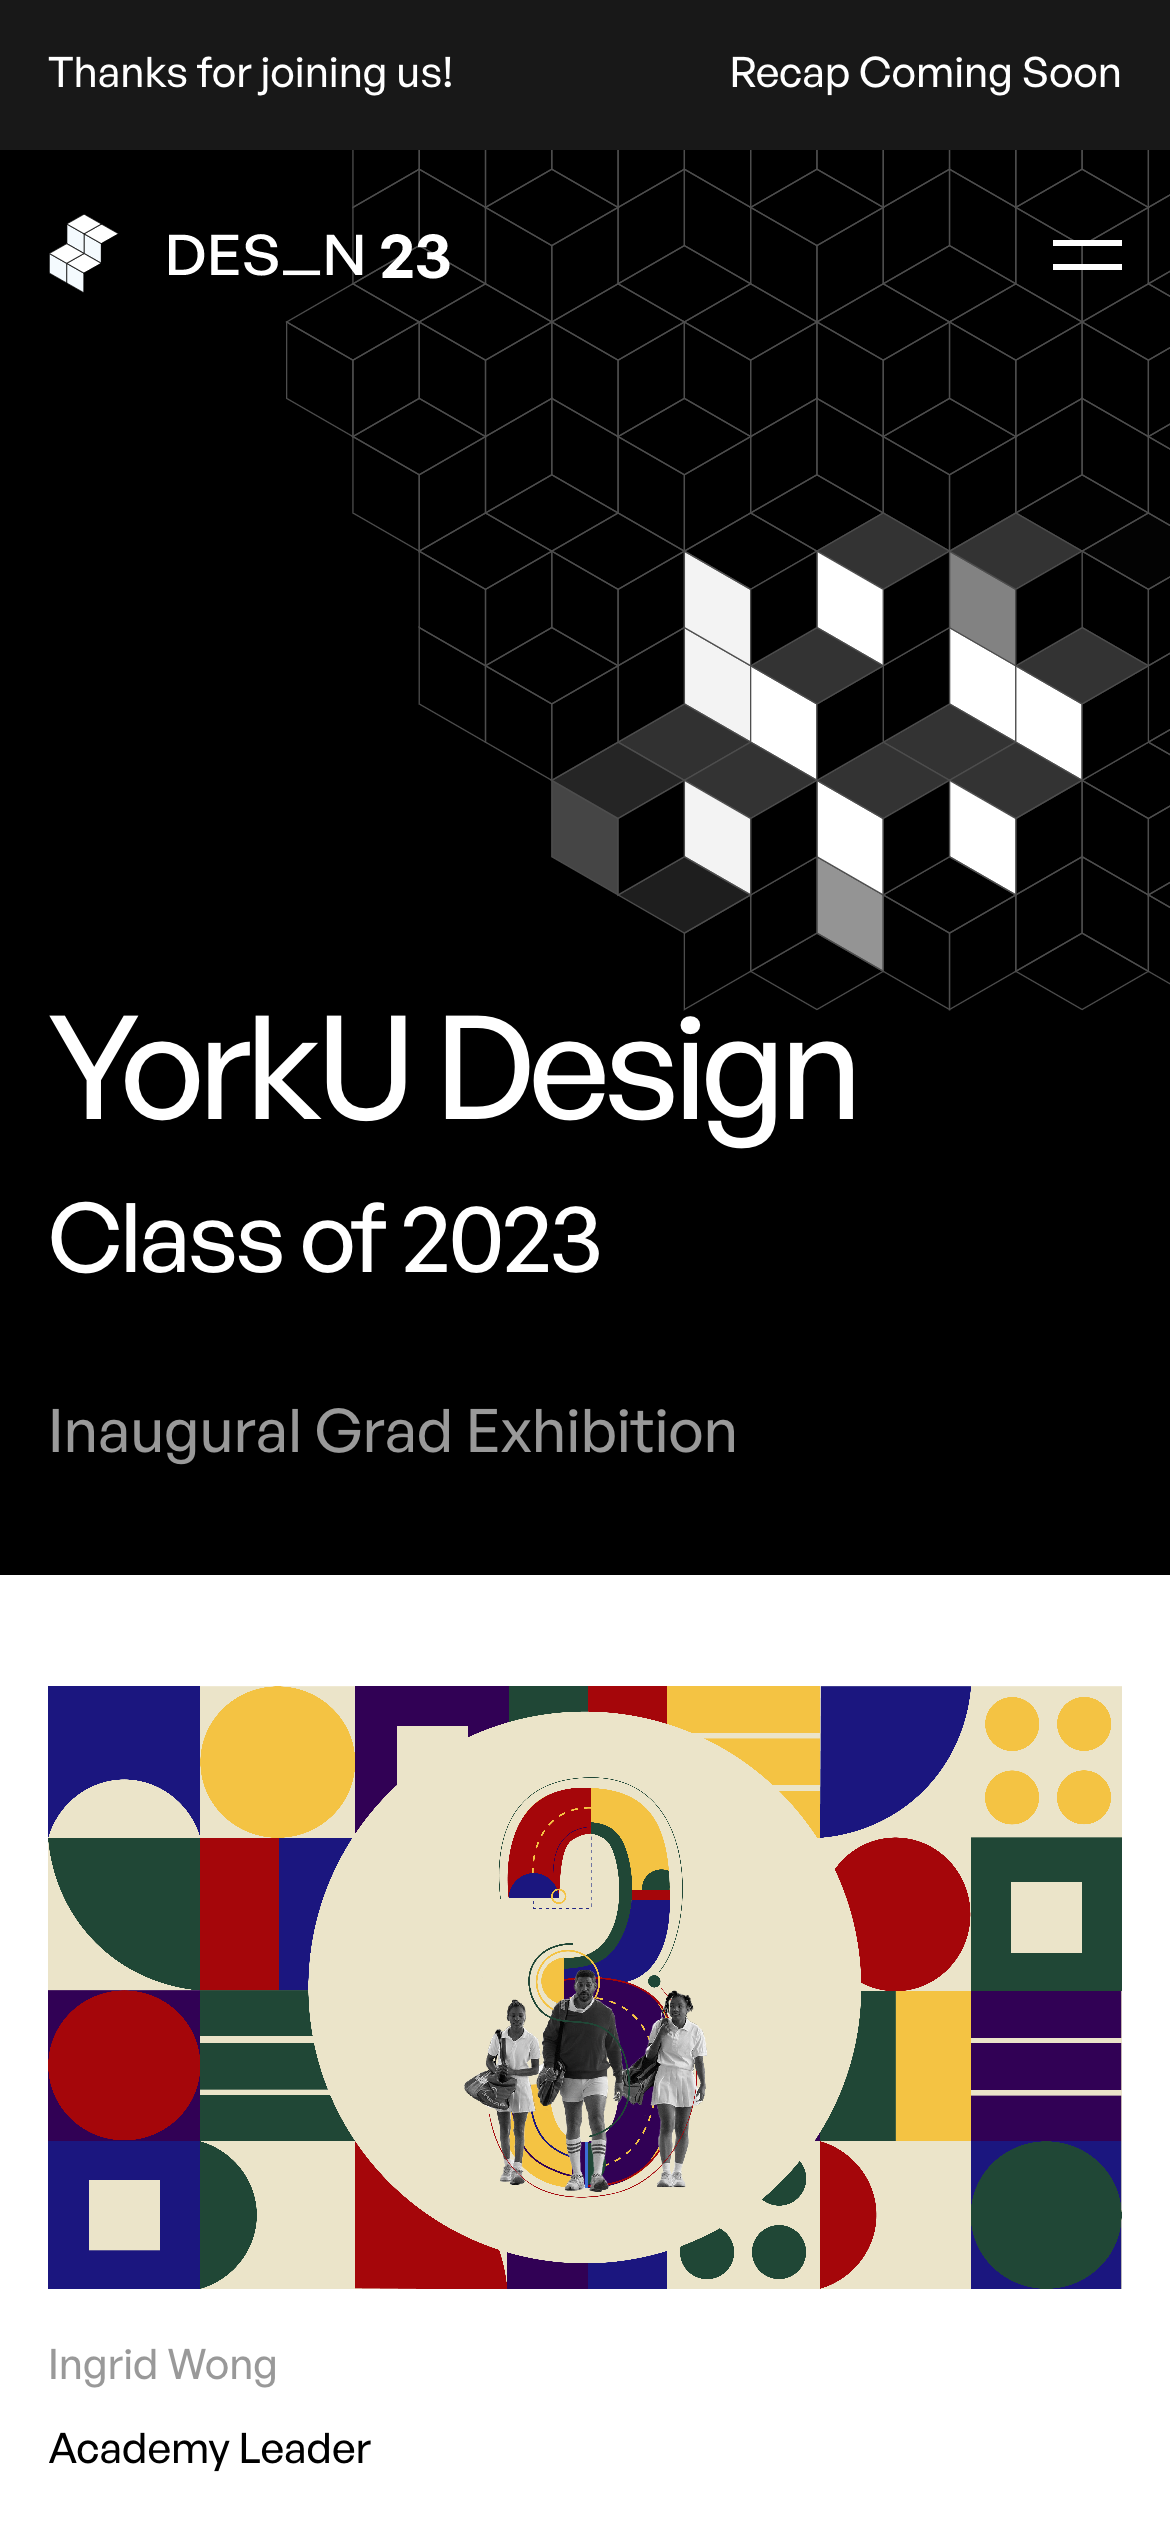 Thanks for joining us!
Recap Coming Soon
DES_N 23
YorkU Design
Class of 2023
Inaugural Grad Exhibition
3
Ingrid Wong
Academy Leader